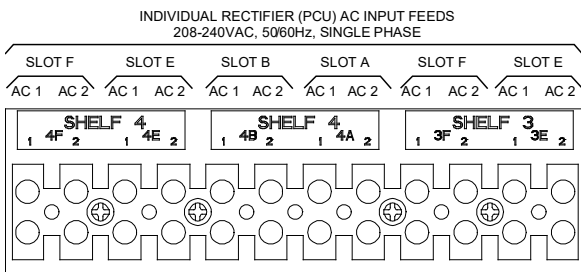 INDIVIDUAL RECTIFIER (PCU) AC INPUT FEEDS
208-240VAC, 50/60Hz, SINGLE PHASE
SLOT F SLOT E SLOT B SLOT A SLOT F SLOT E
AC 1 AC 2 AC 1 AC 2 AC 1 AC 2 AC 1 AC 2 AC 1 AC 2 AC 1 AC 2
SHELF 4 SHELF 4 SHELF 3
1 4F 2 1 4E 2 1 4B 2 1 4A 2 1 3F 2 1 3E 2